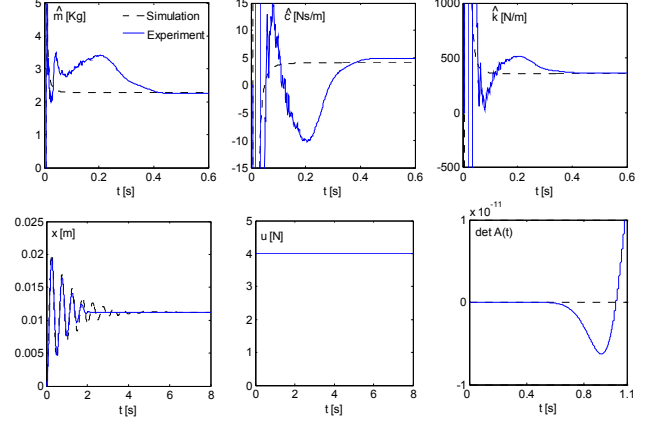 m̂ [Kg]
Simulation
Experiment
5
4
3
2
1
0
0 0.2 0.4 0.6
t [s]
ĉ [Ns/m]
15
10
5
0
-5
-10
-15
0 0.2 0.4 0.6
t [s]
k̂ [N/m]
1000
500
0
-500
0 0.2 0.4 0.6
t [s]
x [m]
0.025
0.02
0.015
0.01
0.005
0
0 2 4 6 8
t [s]
u [N]
5
4
3
2
1
0
0 2 4 6 8
t [s]
x 10^-11
det A(t)
1
0
-1
0 0.2 0.4 0.6 0.8 1.1
t [s]